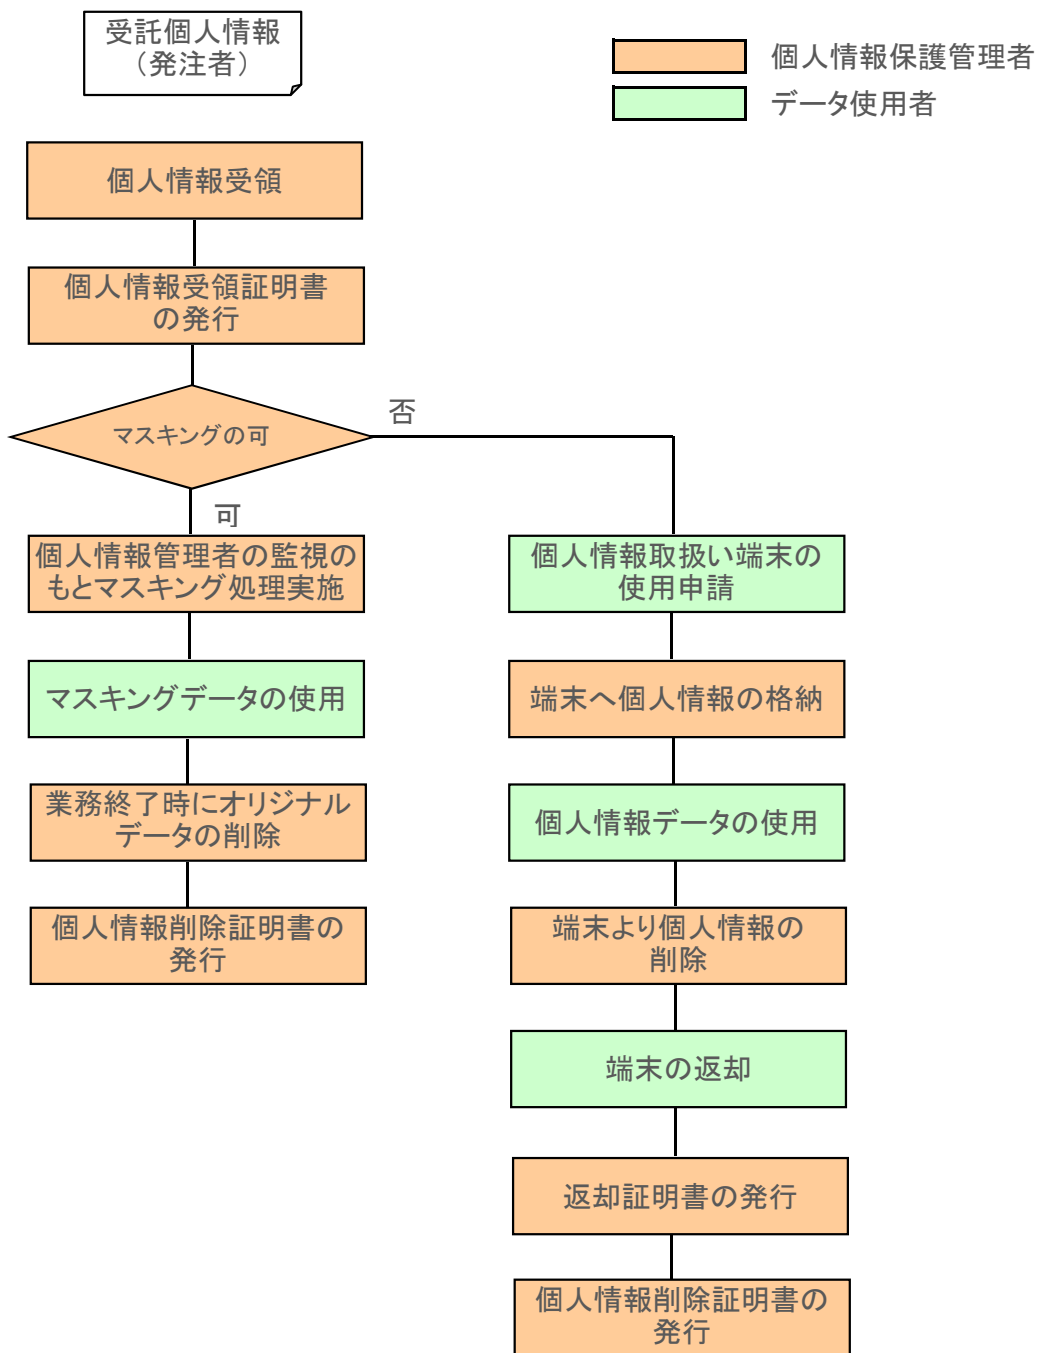 受託個人情報
（発注者）
個人情報保護管理者
データ使用者
個人情報受領
個人情報受領証明書
の発行
マスキングの可
否
可
個人情報管理者の監視の
もとマスキング処理実施
マスキングデータの使用
業務終了時にオリジナル
データの削除
個人情報削除証明書の
発行
個人情報取扱い端末の
使用申請
端末へ個人情報の格納
個人情報データの使用
端末より個人情報の
削除
端末の返却
返却証明書の発行
個人情報削除証明書の
発行